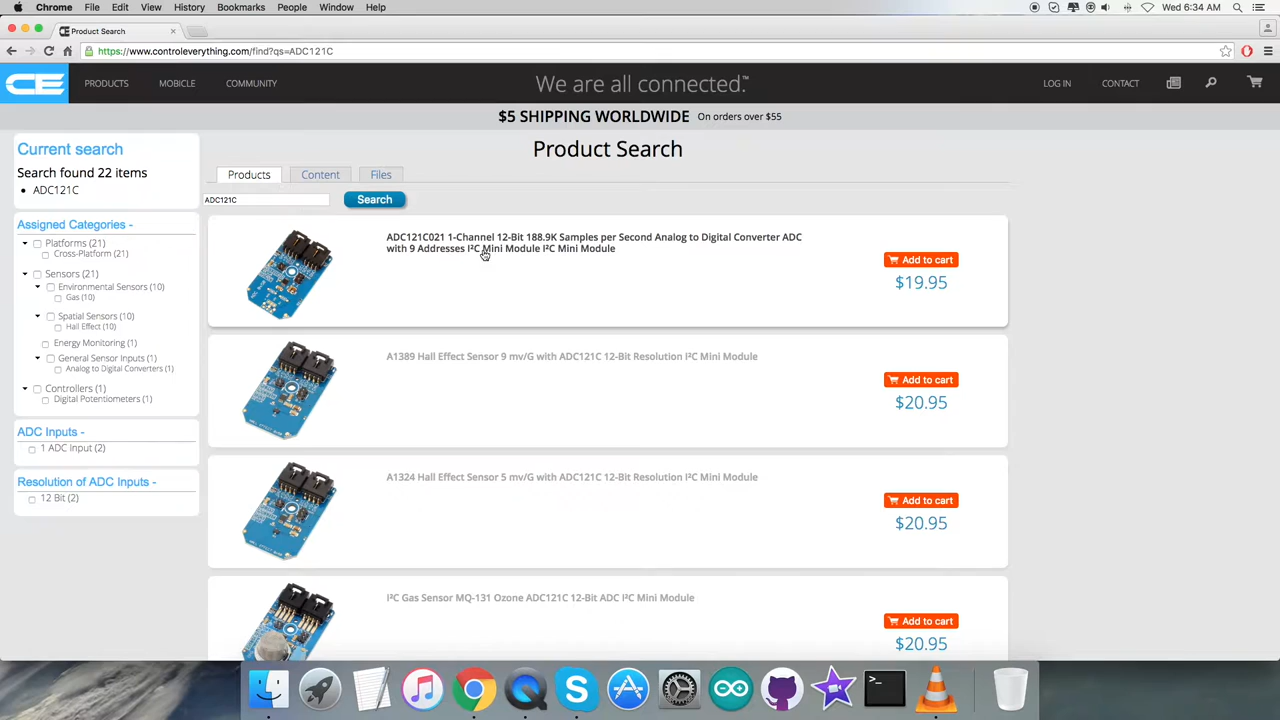 Chrome File Edit View History Bookmarks People Window Help
Wed 6:34 AM
Product Search
https://www.controleverything.com/find?qs=ADC121C
CE PRODUCTS MOBICLE COMMUNITY We are all connected.™ LOG IN CONTACT
$5 SHIPPING WORLDWIDE On orders over $55
Product Search
Current search
Search found 22 items
ADC121C
Assigned Categories -
Platforms (21)
Cross-Platform (21)
Sensors (21)
Environmental Sensors (10)
Gas (10)
Spatial Sensors (10)
Hall Effect (10)
Energy Monitoring (1)
General Sensor Inputs (1)
Analog to Digital Converters (1)
Controllers (1)
Digital Potentiometers (1)
ADC Inputs -
1 ADC Input (2)
Resolution of ADC Inputs -
12 Bit (2)
Products Content Files
ADC121C Search
ADC121C021 1-Channel 12-Bit 188.9K Samples per Second Analog to Digital Converter ADC
with 9 Addresses I²C Mini Module I²C Mini Module
Add to cart
$19.95
A1389 Hall Effect Sensor 9 mv/G with ADC121C 12-Bit Resolution I²C Mini Module
Add to cart
$20.95
A1324 Hall Effect Sensor 5 mv/G with ADC121C 12-Bit Resolution I²C Mini Module
Add to cart
$20.95
I²C Gas Sensor MQ-131 Ozone ADC121C 12-Bit ADC I²C Mini Module
Add to cart
$20.95